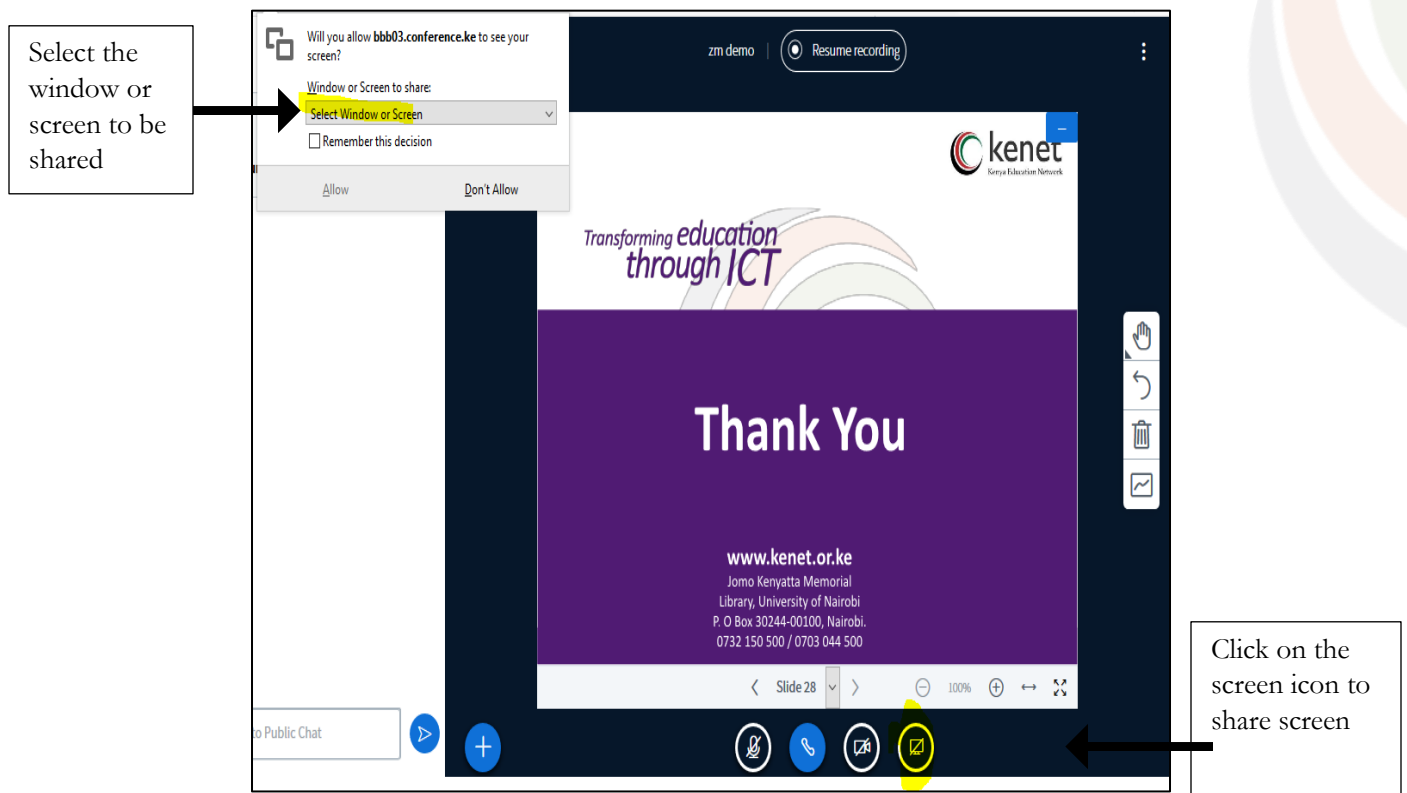 Select the
window or
screen to be
shared
Will you allow bbb03.conference.ke to see your
screen?
Window or Screen to share:
Select Window or Screen
Remember this decision
Allow
Don't Allow
zm demo
Resume recording
kenet
Kenya Education Network
Transforming education
through ICT
Thank You
www.kenet.or.ke
Jomo Kenyatta Memorial
Library, University of Nairobi
P. O Box 30244-00100, Nairobi.
0732 150 500 / 0703 044 500
Slide 28
100%
to Public Chat
Click on the
screen icon to
share screen